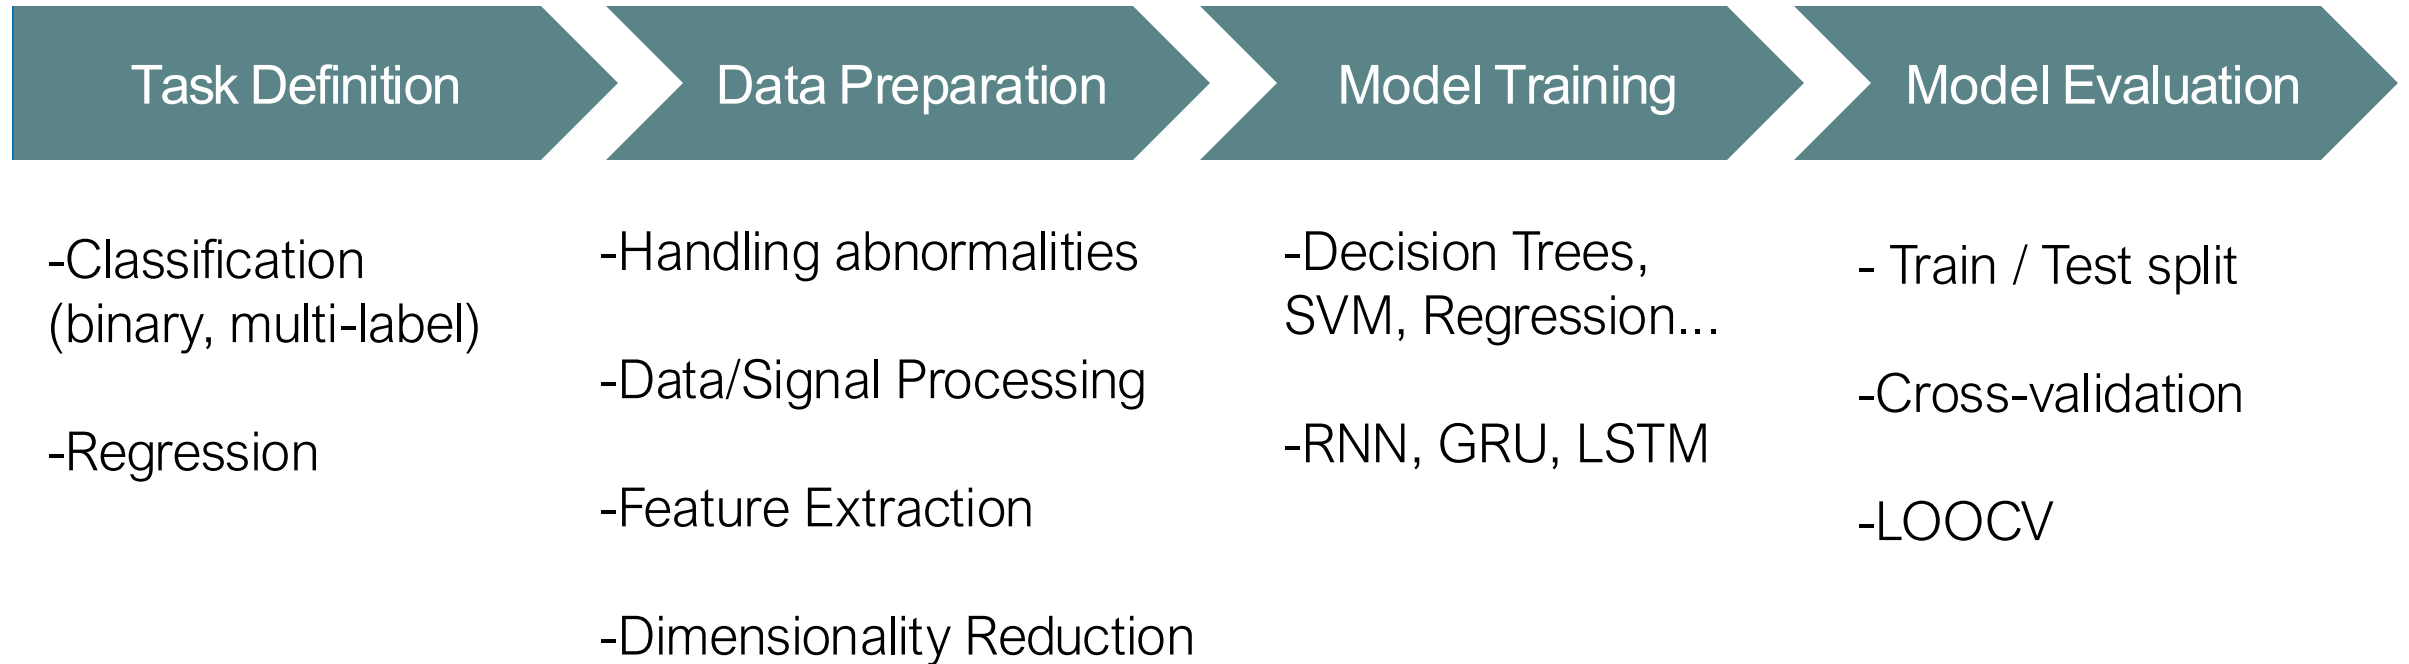 Task Definition
Data Preparation
Model Training
Model Evaluation
-Classification
(binary, multi-label)
-Regression
-Handling abnormalities
-Data/Signal Processing
-Feature Extraction
-Dimensionality Reduction
-Decision Trees,
SVM, Regression...
-RNN, GRU, LSTM
- Train / Test split
-Cross-validation
-LOOCV